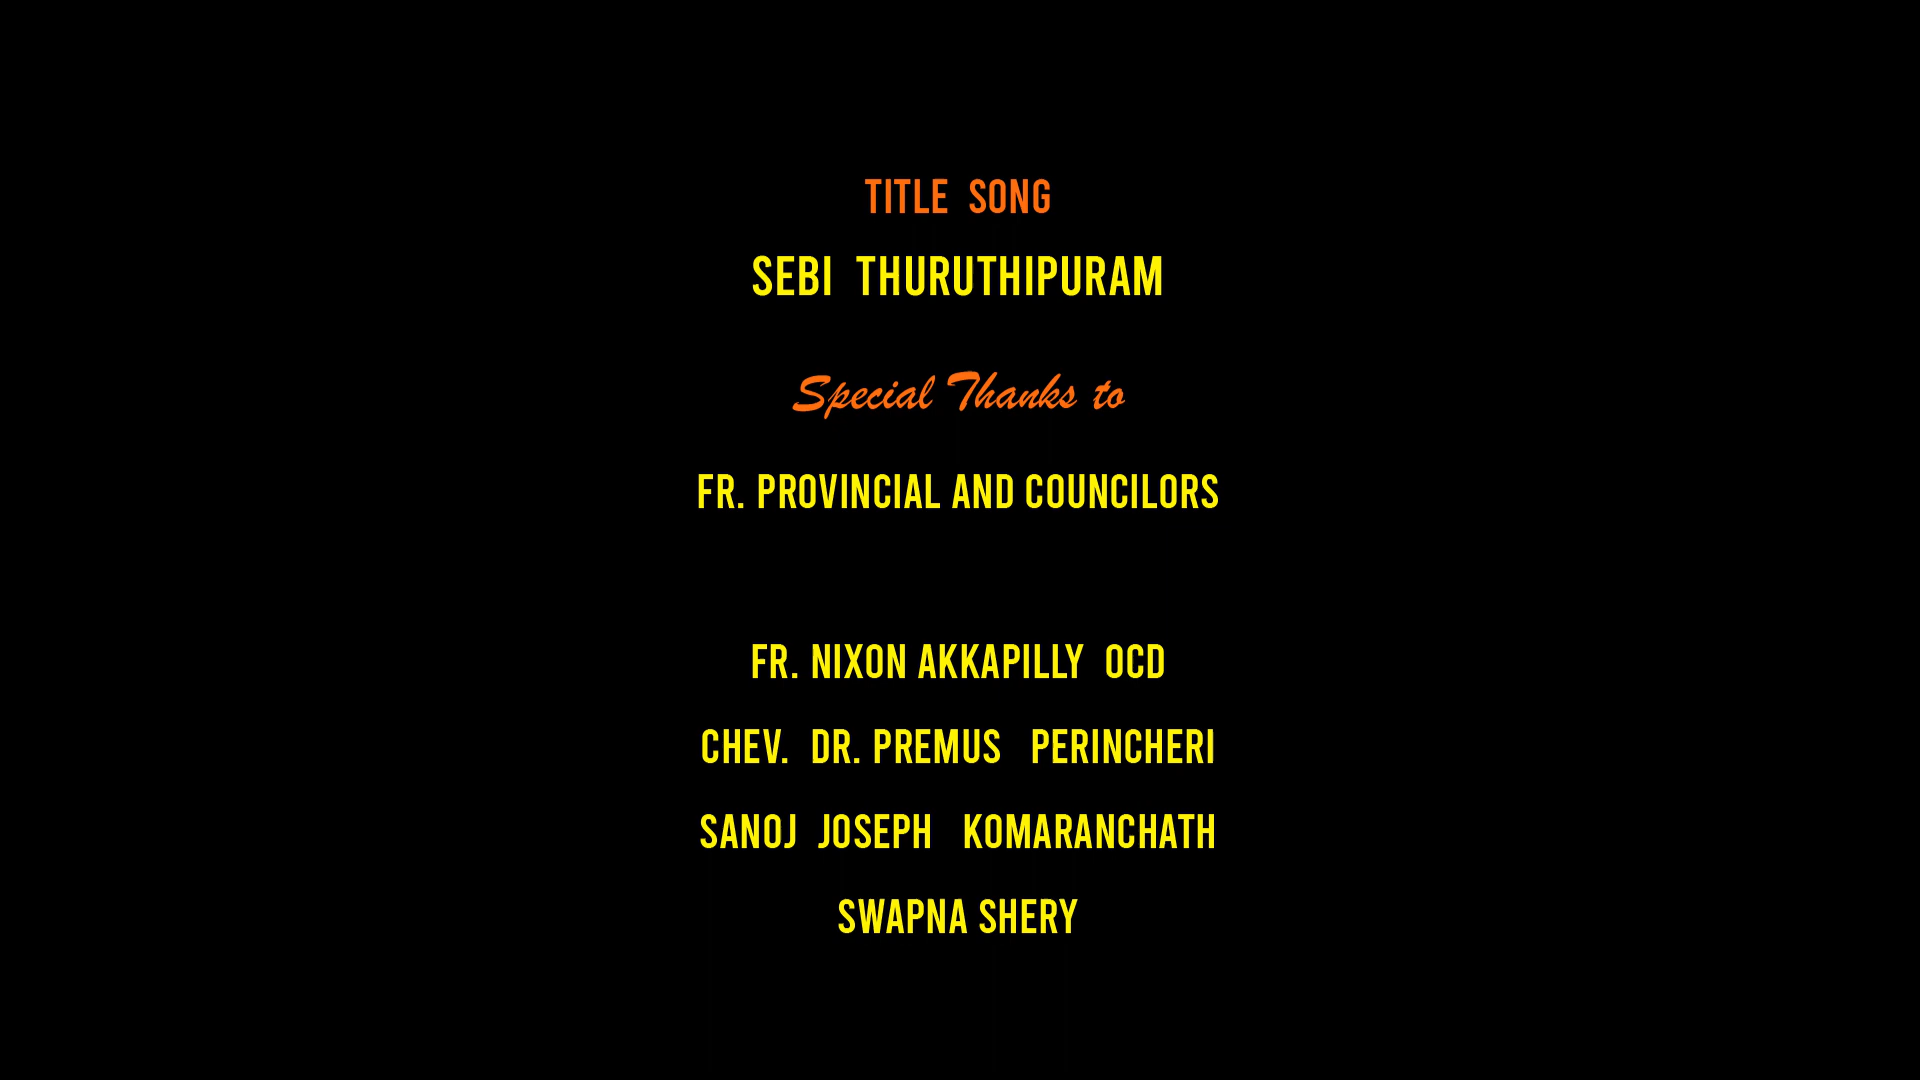 TITLE SONG
SEBI THURUTHIPURAM
Special Thanks to
FR. PROVINCIAL AND COUNCILORS
FR. NIXON AKKAPILLY OCD
CHEV. DR. PREMUS PERINCHERI
SANOJ JOSEPH KOMARANCHATH
SWAPNA SHERY